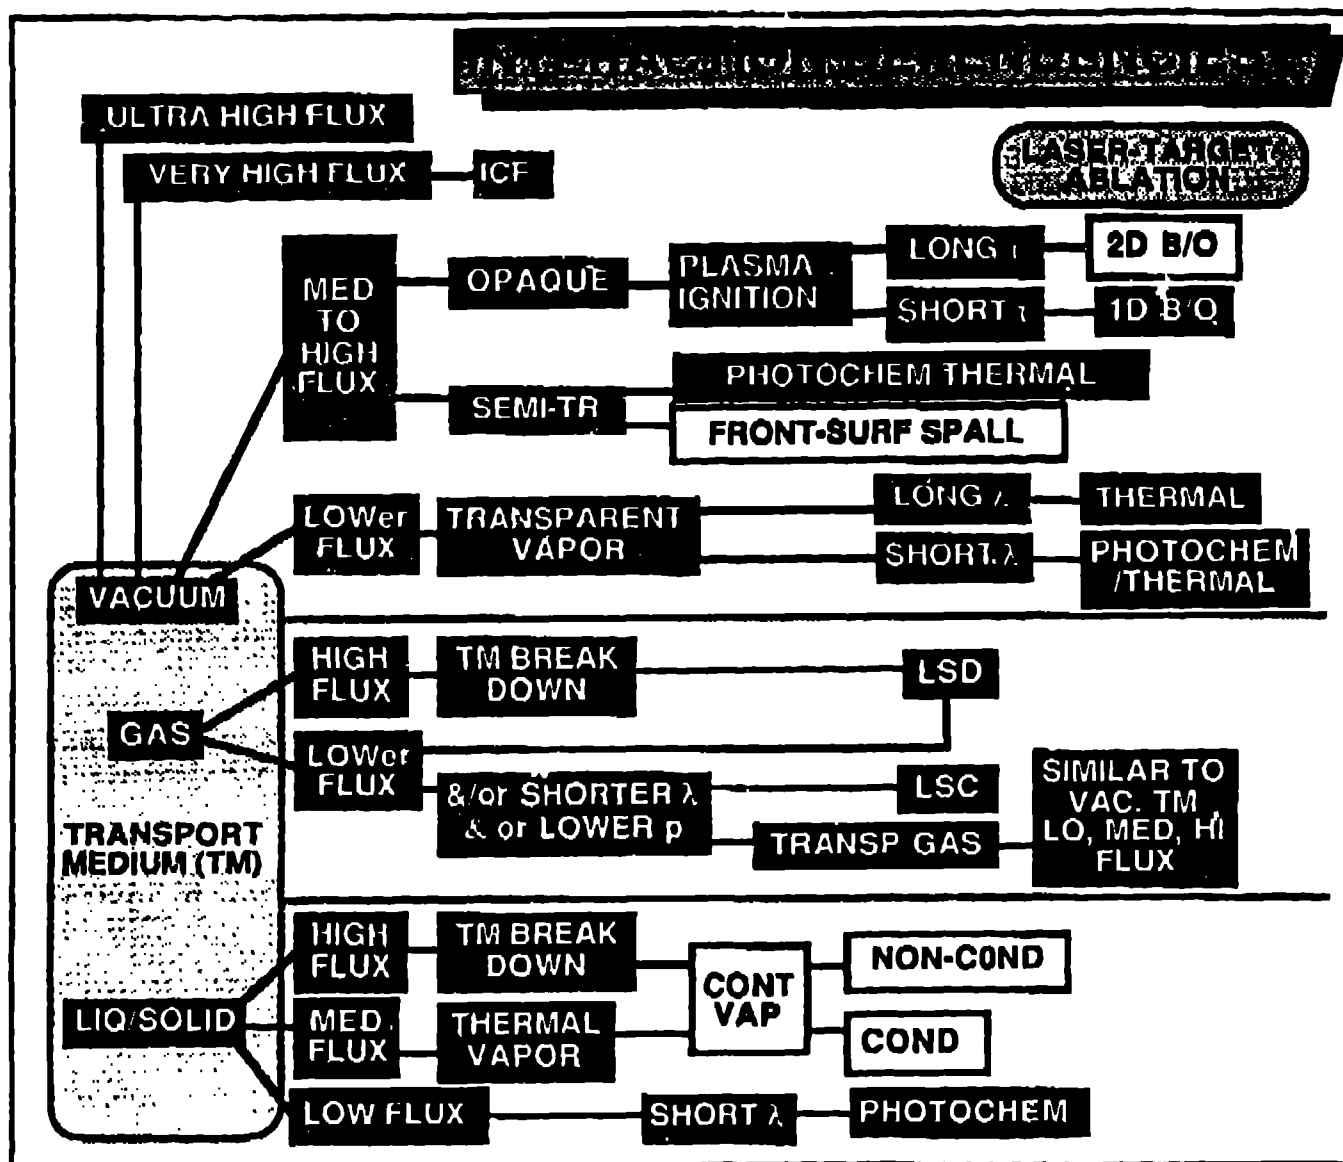 ULTRA HIGH FLUX
VERY HIGH FLUX
ICF
LASER-TARGET
ABLATION
MED
TO
HIGH
FLUX
OPAQUE
PLASMA
IGNITION
LONG τ
2D B/O
SHORT τ
1D B/O
SEMI-TR
PHOTOCHEM THERMAL
FRONT-SURF SPALL
LOWer
FLUX
TRANSPARENT
VAPOR
LONG λ
THERMAL
SHORT λ
PHOTOCHEM
/THERMAL
VACUUM
HIGH
FLUX
TM BREAK
DOWN
LSD
GAS
LOWer
FLUX
&/or SHORTER λ
& or LOWER p
LSC
TRANSP GAS
SIMILAR TO
VAC. TM
LO, MED, HI
FLUX
TRANSPORT
MEDIUM (TM)
HIGH
FLUX
TM BREAK
DOWN
CONT
VAP
NON-COND
COND
LIQ/SOLID
MED.
FLUX
THERMAL
VAPOR
LOW FLUX
SHORT λ
PHOTOCHEM